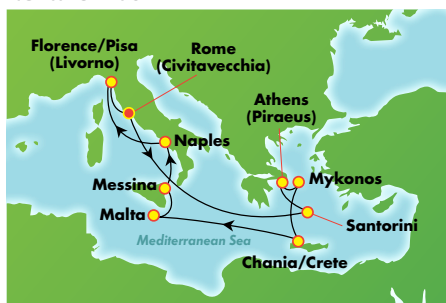 Florence/Pisa
(Livorno)
Rome
(Civitavecchia)
Athens
(Piraeus)
Naples
Messina
Mykonos
Malta
Santorini
Mediterranean Sea
Chania/Crete